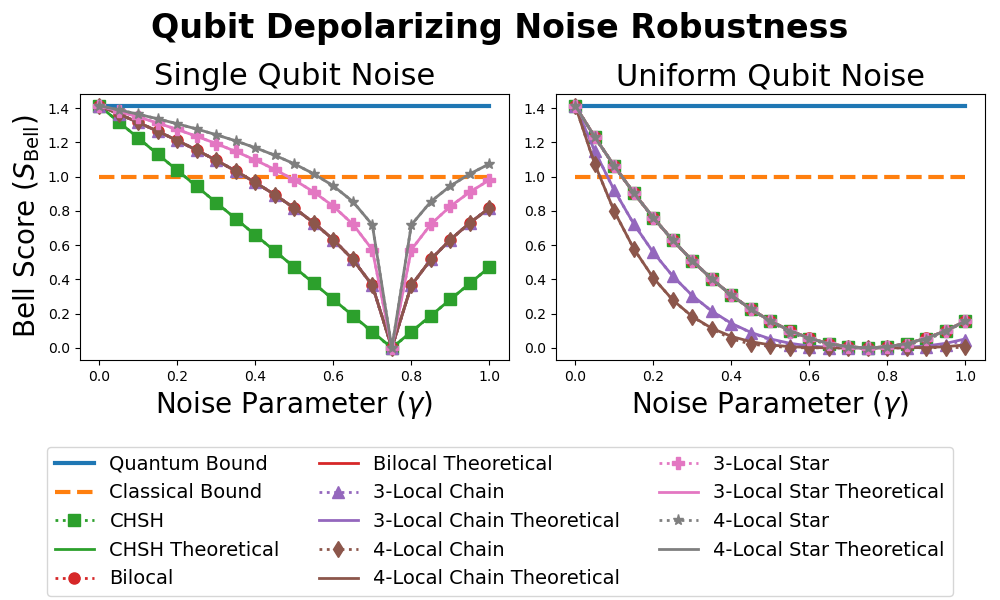 Qubit Depolarizing Noise Robustness
Single Qubit Noise
Uniform Qubit Noise
Bell Score ($S_{\mathrm{Bell}}$)
1.4
1.2
1.0
0.8
0.6
0.4
0.2
0.0
0.0 0.2 0.4 0.6 0.8 1.0
Noise Parameter (γ)
1.4
1.2
1.0
0.8
0.6
0.4
0.2
0.0
0.0 0.2 0.4 0.6 0.8 1.0
Noise Parameter (γ)
Quantum Bound
Classical Bound
CHSH
CHSH Theoretical
Bilocal
Bilocal Theoretical
3-Local Chain
3-Local Chain Theoretical
4-Local Chain
4-Local Chain Theoretical
3-Local Star
3-Local Star Theoretical
4-Local Star
4-Local Star Theoretical